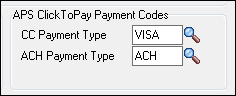 APS ClickToPay Payment Codes
CC Payment Type VISA
ACH Payment Type ACH